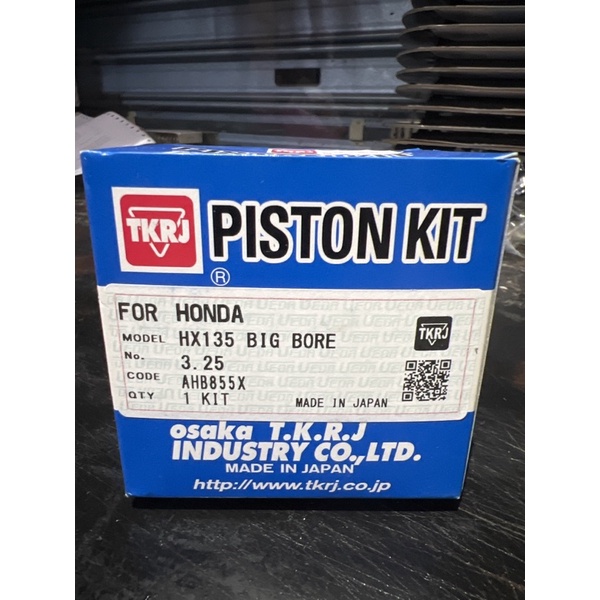 TKRJ
PISTON KIT
®
FOR HONDA
MODEL HX135 BIG BORE
No. 3.25
CODE AHB855X
QTY 1 KIT MADE IN JAPAN
TKRJ
osaka T.K.R.J
INDUSTRY CO.,LTD.
MADE IN JAPAN
http://www.tkrj.co.jp